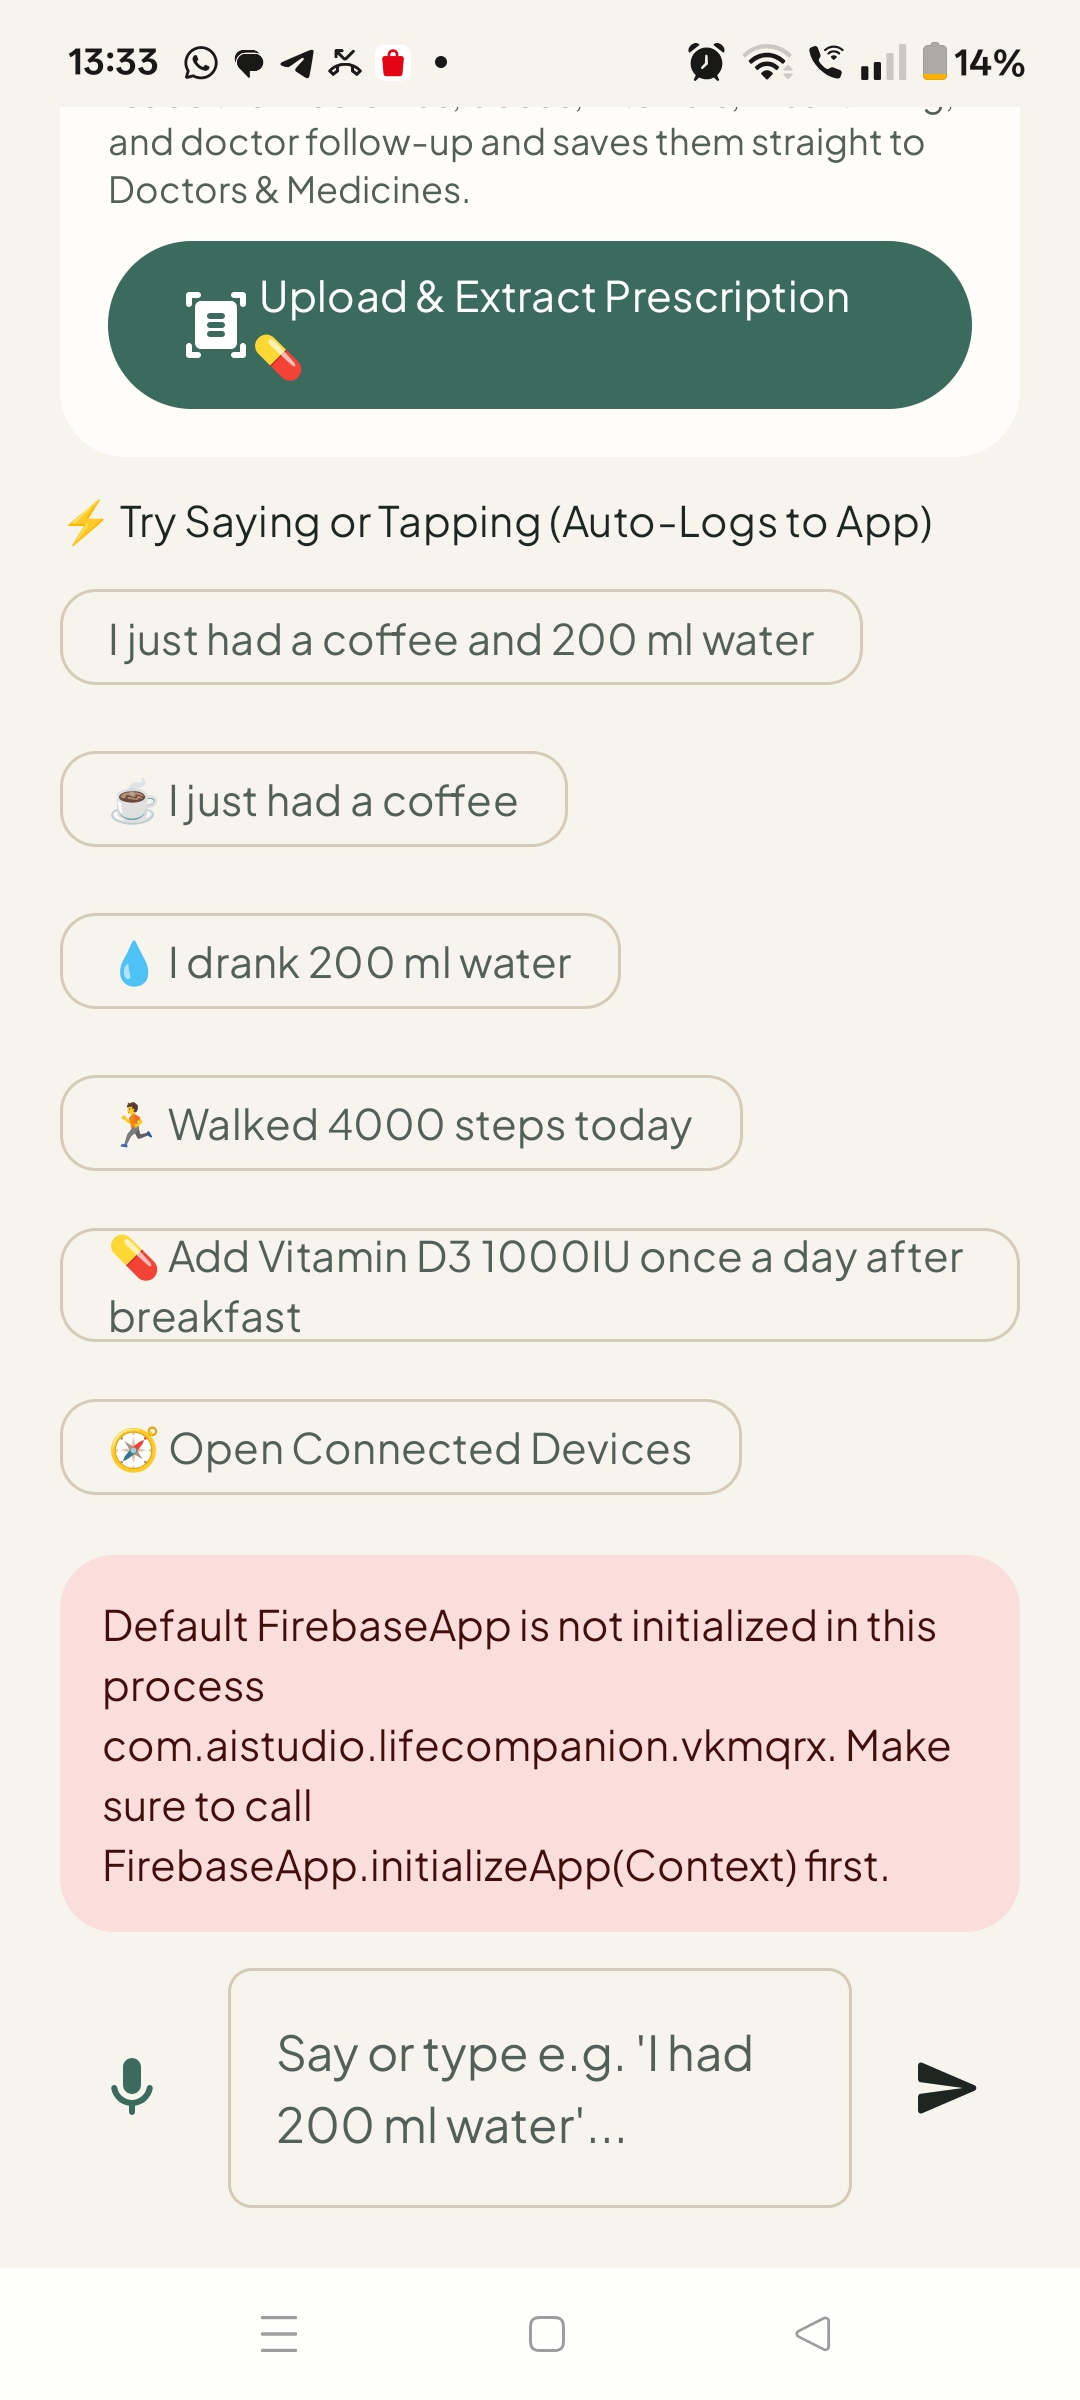 13:33
14%
and doctor follow-up and saves them straight to
Doctors & Medicines.
Upload & Extract Prescription
💊
⚡ Try Saying or Tapping (Auto-Logs to App)
I just had a coffee and 200 ml water
☕ I just had a coffee
💧 I drank 200 ml water
🏃 Walked 4000 steps today
💊 Add Vitamin D3 1000IU once a day after
breakfast
🧭 Open Connected Devices
Default FirebaseApp is not initialized in this
process
com.aistudio.lifecompanion.vkmqrx. Make
sure to call
FirebaseApp.initializeApp(Context) first.
Say or type e.g. 'I had
200 ml water'...